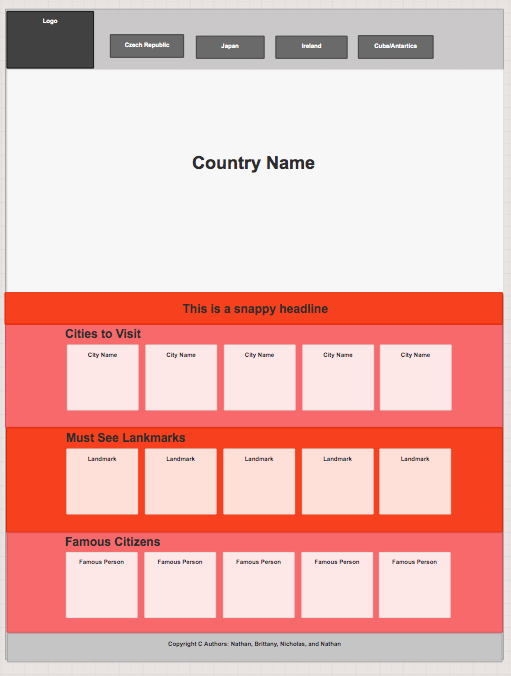 Logo
Czech Republic
Japan
Ireland
Cuba/Antartica
Country Name
This is a snappy headline
Cities to Visit
City Name
City Name
City Name
City Name
City Name
Must See Lankmarks
Landmark
Landmark
Landmark
Landmark
Landmark
Famous Citizens
Famous Person
Famous Person
Famous Person
Famous Person
Famous Person
Copyright C Authors: Nathan, Brittany, Nicholas, and Nathan